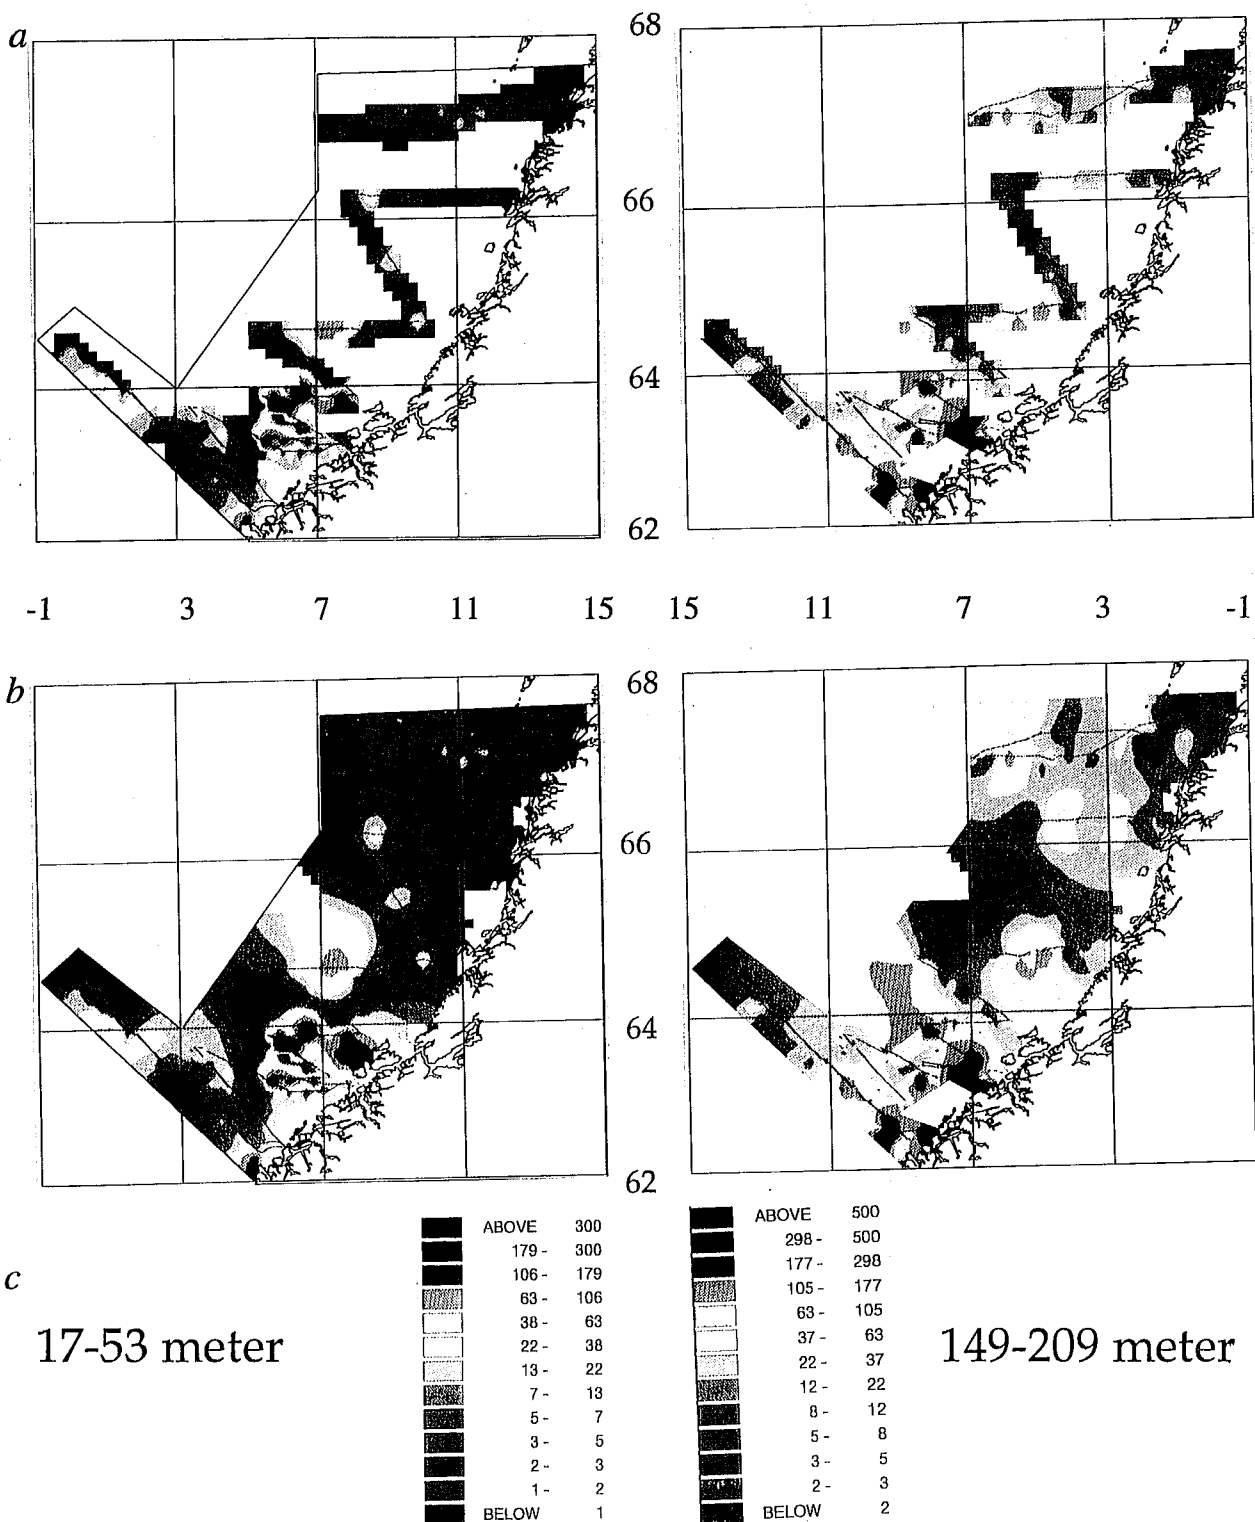 a
68
66
64
62
-1 3 7 11 15 15 11 7 3 -1
b
68
66
64
62
c
17-53 meter
ABOVE 300
179 - 300
106 - 179
63 - 106
38 - 63
22 - 38
13 - 22
7 - 13
5 - 7
3 - 5
2 - 3
1 - 2
BELOW 1
ABOVE 500
298 - 500
177 - 298
105 - 177
63 - 105
37 - 63
22 - 37
12 - 22
8 - 12
5 - 8
3 - 5
2 - 3
BELOW 2
149-209 meter